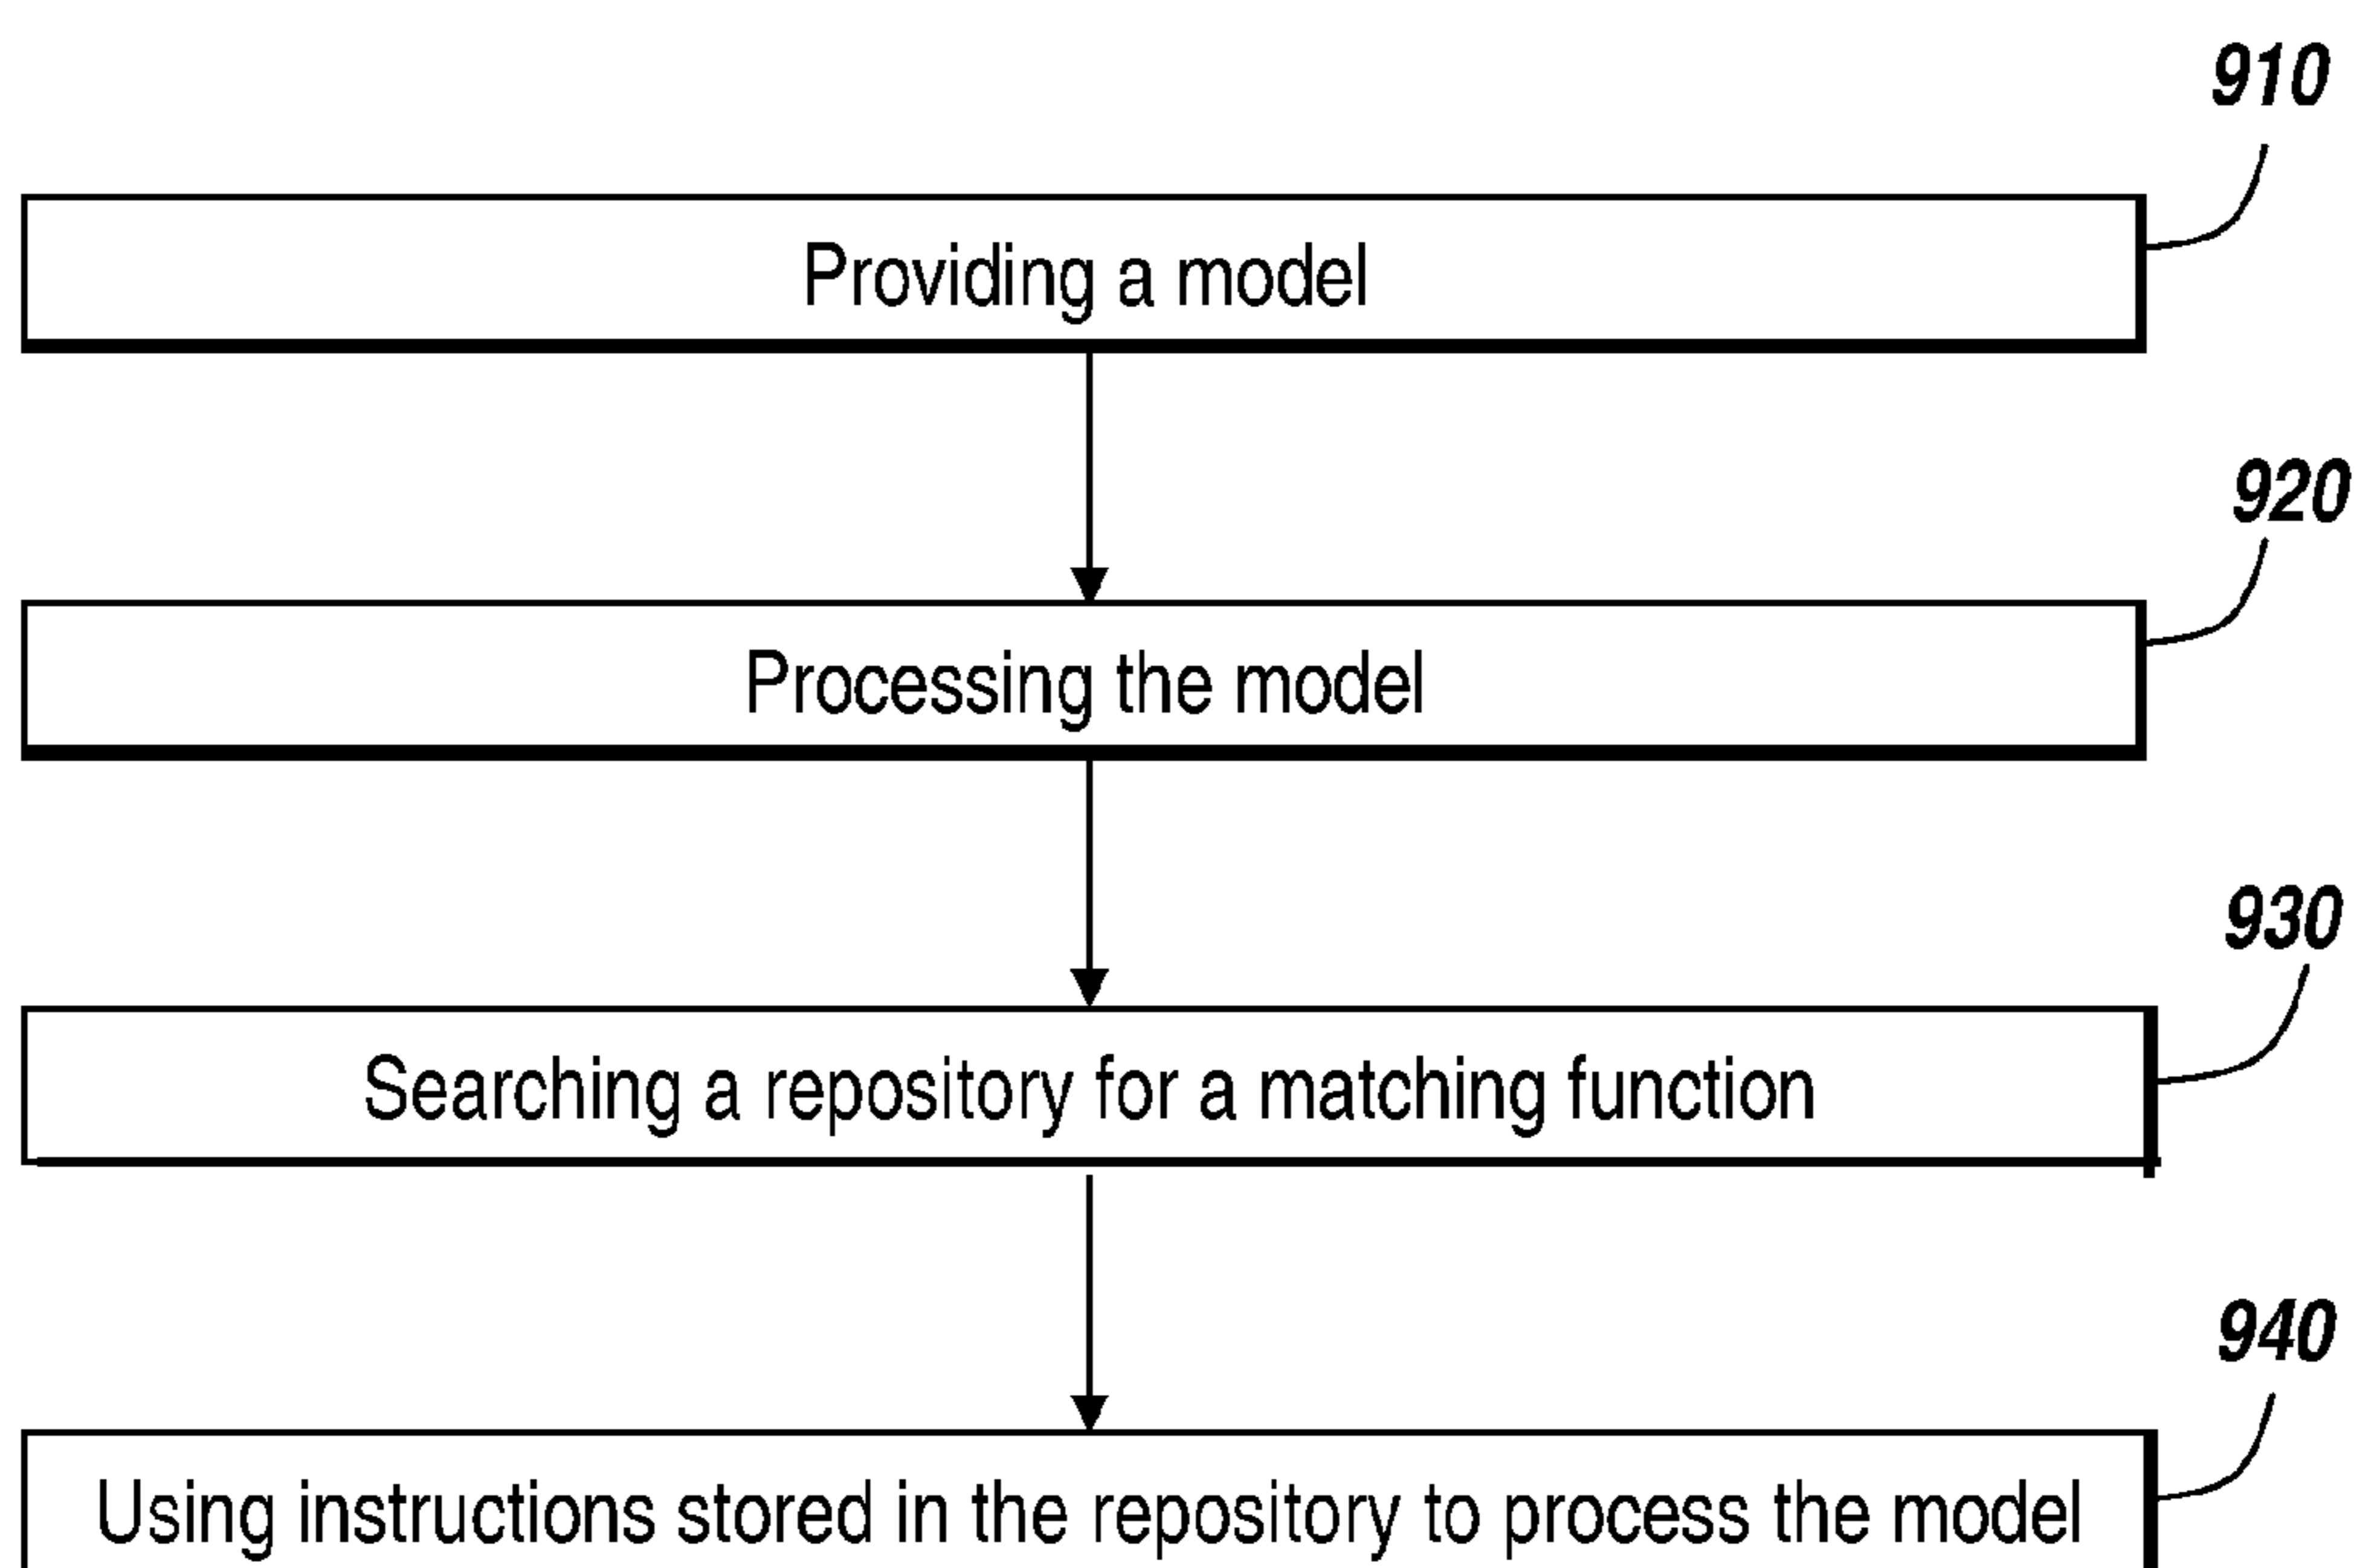 910
Providing a model
920
Processing the model
930
Searching a repository for a matching function
940
Using instructions stored in the repository to process the model